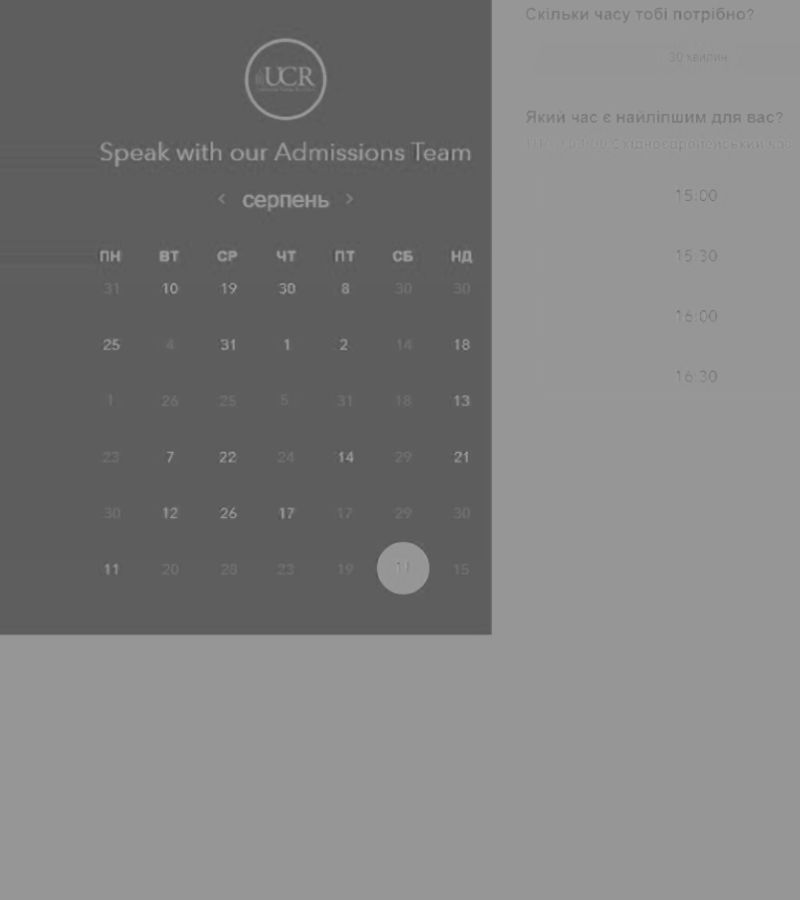 UCR
Speak with our Admissions Team
< серпень >
ПН ВТ СР ЧТ ПТ СБ НД
31 10 19 30 8 30 30
25 4 31 1 2 14 18
1 26 25 5 31 18 13
23 7 22 24 14 29 21
30 12 26 17 17 29 30
11 20 28 23 19 11 15
Скільки часу тобі потрібно?
30 хвилин
Який час є найліпшим для вас?
Східноєвропейський час
15:00
15:30
16:00
16:30